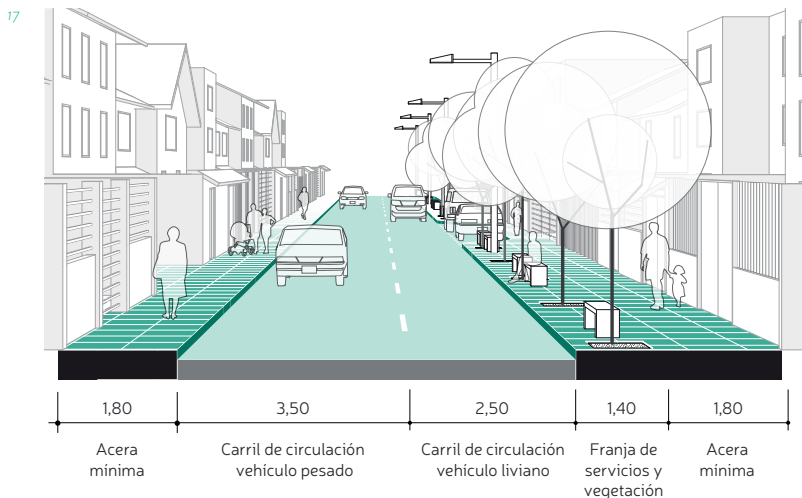 17
1,80
3,50
2,50
1,40
1,80
Acera
mínima
Carril de circulación
vehículo pesado
Carril de circulación
vehículo liviano
Franja de
servicios y
vegetación
Acera
mínima